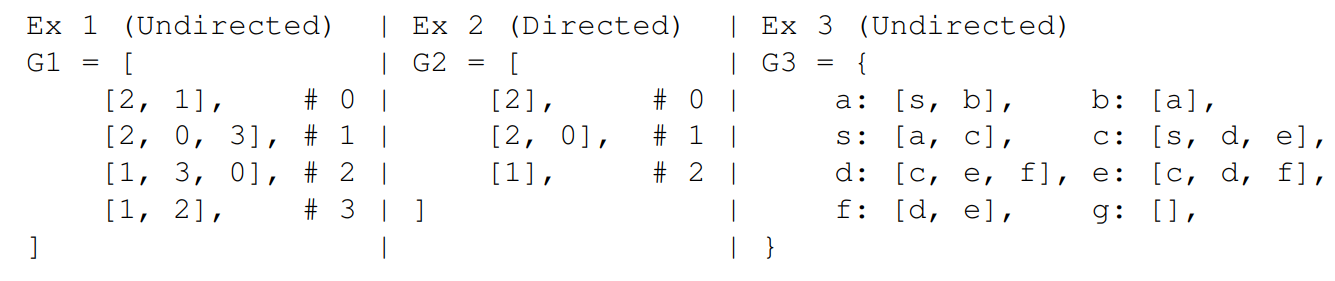 Ex 1 (Undirected)  | Ex 2 (Directed)  | Ex 3 (Undirected)
G1 = [             | G2 = [           | G3 = {
    [2, 1],    # 0 |     [2],     # 0 |     a: [s, b],    b: [a],
    [2, 0, 3], # 1 |     [2, 0],  # 1 |     s: [a, c],    c: [s, d, e],
    [1, 3, 0], # 2 |     [1],     # 2 |     d: [c, e, f], e: [c, d, f],
    [1, 2],    # 3 | ]                |     f: [d, e],    g: [],
]                  |                  | }